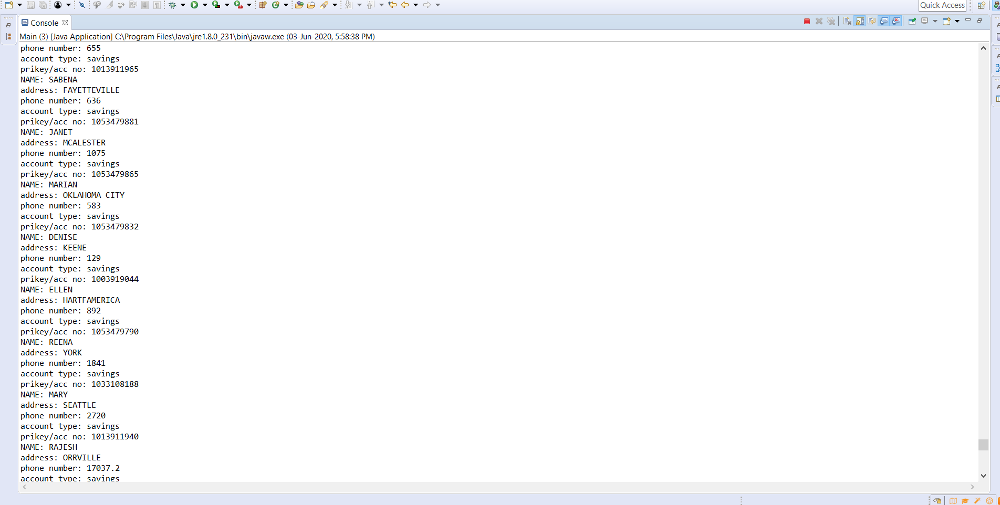 Quick Access
Console
Main (3) [Java Application] C:\Program Files\Java\jre1.8.0_231\bin\javaw.exe (03-Jun-2020, 5:58:38 PM)
phone number: 655
account type: savings
prikey/acc no: 1013911965
NAME: SABENA
address: FAYETTEVILLE
phone number: 636
account type: savings
prikey/acc no: 1053479881
NAME: JANET
address: MCALESTER
phone number: 1075
account type: savings
prikey/acc no: 1053479865
NAME: MARIAN
address: OKLAHOMA CITY
phone number: 583
account type: savings
prikey/acc no: 1053479832
NAME: DENISE
address: KEENE
phone number: 129
account type: savings
prikey/acc no: 1003919044
NAME: ELLEN
address: HARTFAMERICA
phone number: 892
account type: savings
prikey/acc no: 1053479790
NAME: REENA
address: YORK
phone number: 1841
account type: savings
prikey/acc no: 1033108188
NAME: MARY
address: SEATTLE
phone number: 2720
account type: savings
prikey/acc no: 1013911940
NAME: RAJESH
address: ORRVILLE
phone number: 17037.2
account type: savings